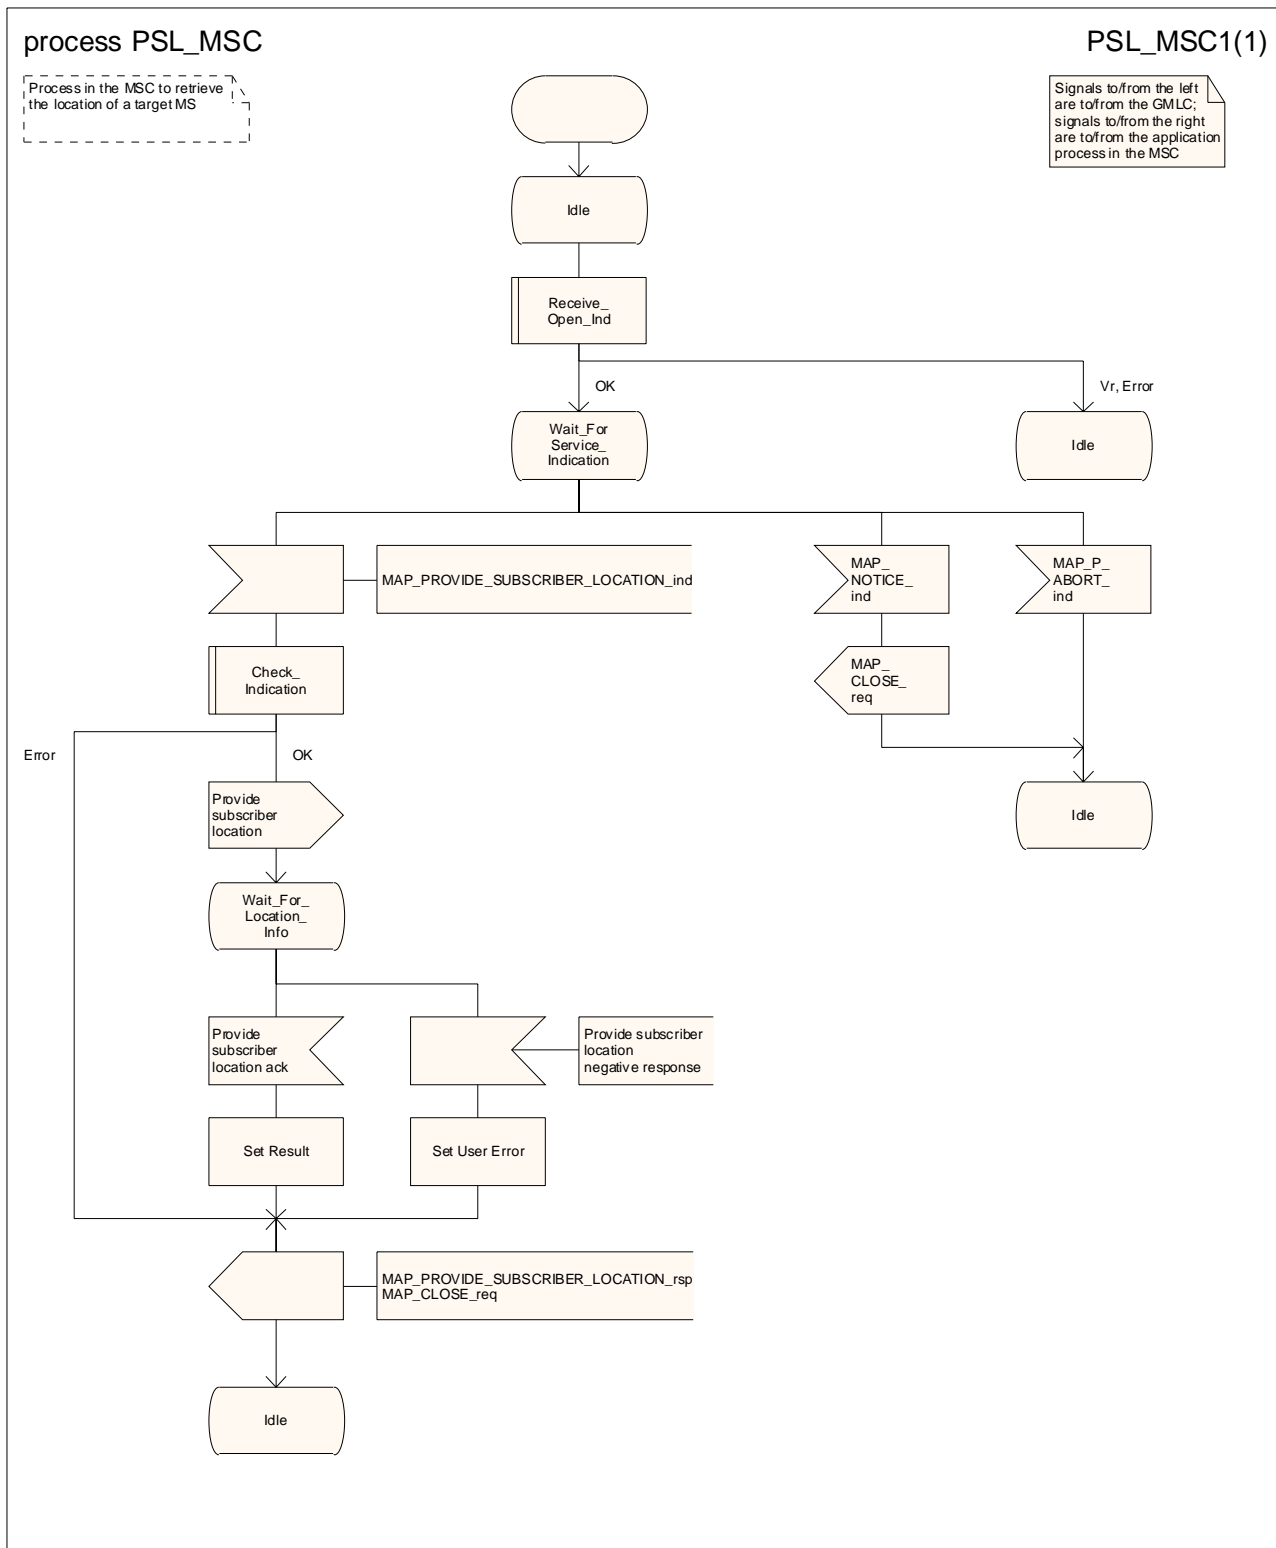 process PSL_MSC
PSL_MSC1(1)
Process in the MSC to retrieve
the location of a target MS
Signals to/from the left
are to/from the GMLC;
signals to/from the right
are to/from the application
process in the MSC
Idle
Receive_
Open_Ind
OK
Vr, Error
Wait_For
Service_
Indication
Idle
MAP_PROVIDE_SUBSCRIBER_LOCATION_ind
MAP_
NOTICE_
ind
MAP_P_
ABORT_
ind
Check_
Indication
MAP_
CLOSE_
req
Error
OK
Provide
subscriber
location
Idle
Wait_For_
Location_
Info
Provide
subscriber
location ack
Provide subscriber
location
negative response
Set Result
Set User Error
MAP_PROVIDE_SUBSCRIBER_LOCATION_rsp
MAP_CLOSE_req
Idle